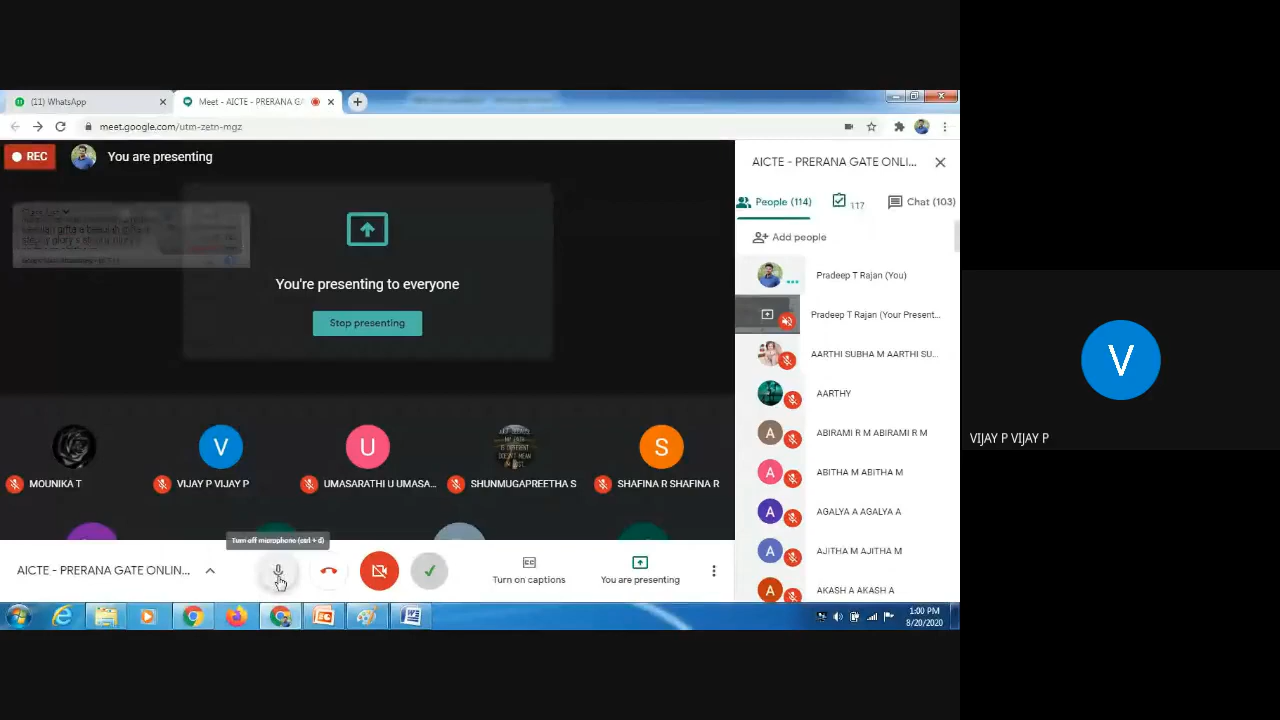 (11) WhatsApp
Meet - AICTE - PRERANA GA
meet.google.com/utm-zetn-mgz
REC
You are presenting
You're presenting to everyone
Stop presenting
MOUNIKA T
V
VIJAY P VIJAY P
U
UMASARATHI U UMASA...
SHUNMUGAPREETHA S
S
SHAFINA R SHAFINA R
Turn off microphone (ctrl + d)
AICTE - PRERANA GATE ONLIN...
Turn on captions
You are presenting
AICTE - PRERANA GATE ONLI...
People (114)
117
Chat (103)
Add people
Pradeep T Rajan (You)
Pradeep T Rajan (Your Present...
AARTHI SUBHA M AARTHI SU...
AARTHY
A
ABIRAMI R M ABIRAMI R M
A
ABITHA M ABITHA M
A
AGALYA A AGALYA A
A
AJITHA M AJITHA M
A
AKASH A AKASH A
1:00 PM
8/20/2020
V
VIJAY P VIJAY P